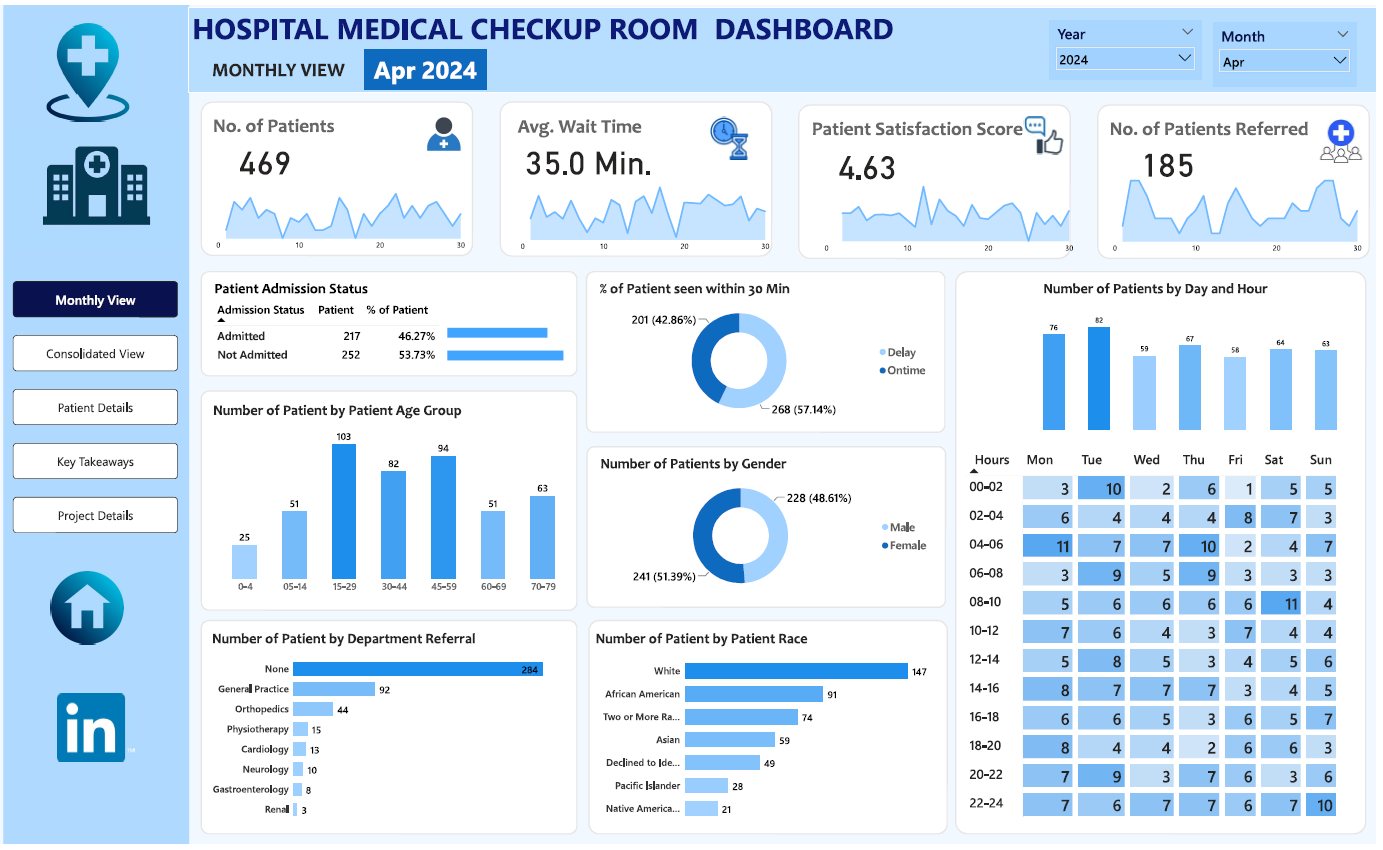 HOSPITAL MEDICAL CHECKUP ROOM DASHBOARD
MONTHLY VIEW
Apr 2024
Year
2024
Month
Apr
No. of Patients
469
0 10 20 30
Avg. Wait Time
35.0 Min.
0 10 20 30
Patient Satisfaction Score
4.63
0 10 20 30
No. of Patients Referred
185
0 10 20 30
Monthly View
Consolidated View
Patient Details
Key Takeaways
Project Details
in
Patient Admission Status
Admission Status Patient % of Patient
Admitted 217 46.27%
Not Admitted 252 53.73%
% of Patient seen within 30 Min
201 (42.86%)
268 (57.14%)
Delay
Ontime
Number of Patient by Patient Age Group
25 51 103 82 94 51 63
0-4 05-14 15-29 30-44 45-59 60-69 70-79
Number of Patients by Gender
228 (48.61%)
241 (51.39%)
Male
Female
Number of Patient by Department Referral
None 284
General Practice 92
Orthopedics 44
Physiotherapy 15
Cardiology 13
Neurology 10
Gastroenterology 8
Renal 3
Number of Patient by Patient Race
White 147
African American 91
Two or More Ra... 74
Asian 59
Declined to Ide... 49
Pacific Islander 28
Native America... 21
Number of Patients by Day and Hour
76 82 59 67 58 64 63
Hours Mon Tue Wed Thu Fri Sat Sun
00-02 3 10 2 6 1 5 5
02-04 6 4 4 4 8 7 3
04-06 11 7 7 10 2 4 7
06-08 3 9 5 9 3 3 3
08-10 5 6 6 6 6 11 4
10-12 7 6 4 3 7 4 4
12-14 5 8 5 3 4 5 6
14-16 8 7 7 7 3 4 5
16-18 6 6 5 3 6 5 7
18-20 8 4 4 2 6 6 3
20-22 7 9 3 7 6 3 6
22-24 7 6 7 7 6 7 10